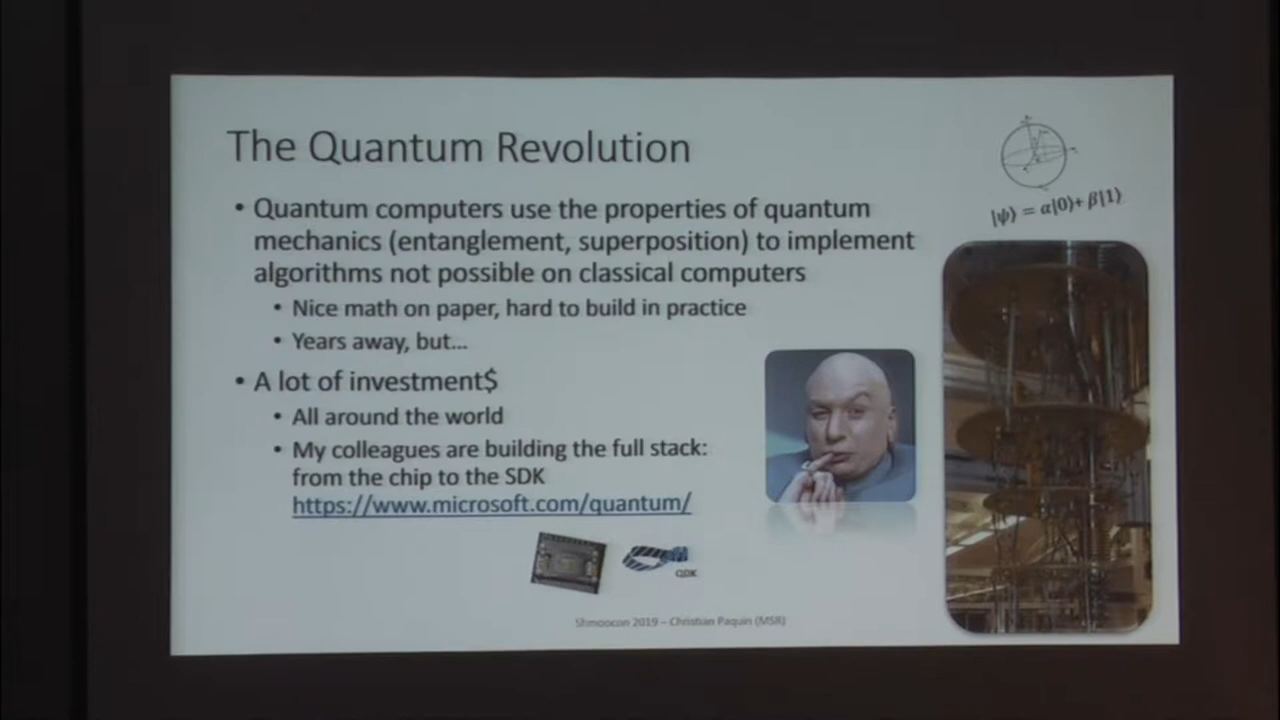 The Quantum Revolution
|ψ⟩ = α|0⟩+ β|1⟩
• Quantum computers use the properties of quantum
mechanics (entanglement, superposition) to implement
algorithms not possible on classical computers
• Nice math on paper, hard to build in practice
• Years away, but...
• A lot of investment$
• All around the world
• My colleagues are building the full stack:
from the chip to the SDK
https://www.microsoft.com/quantum/
QDK
Shmoocon 2019 – Christian Paquin (MSR)